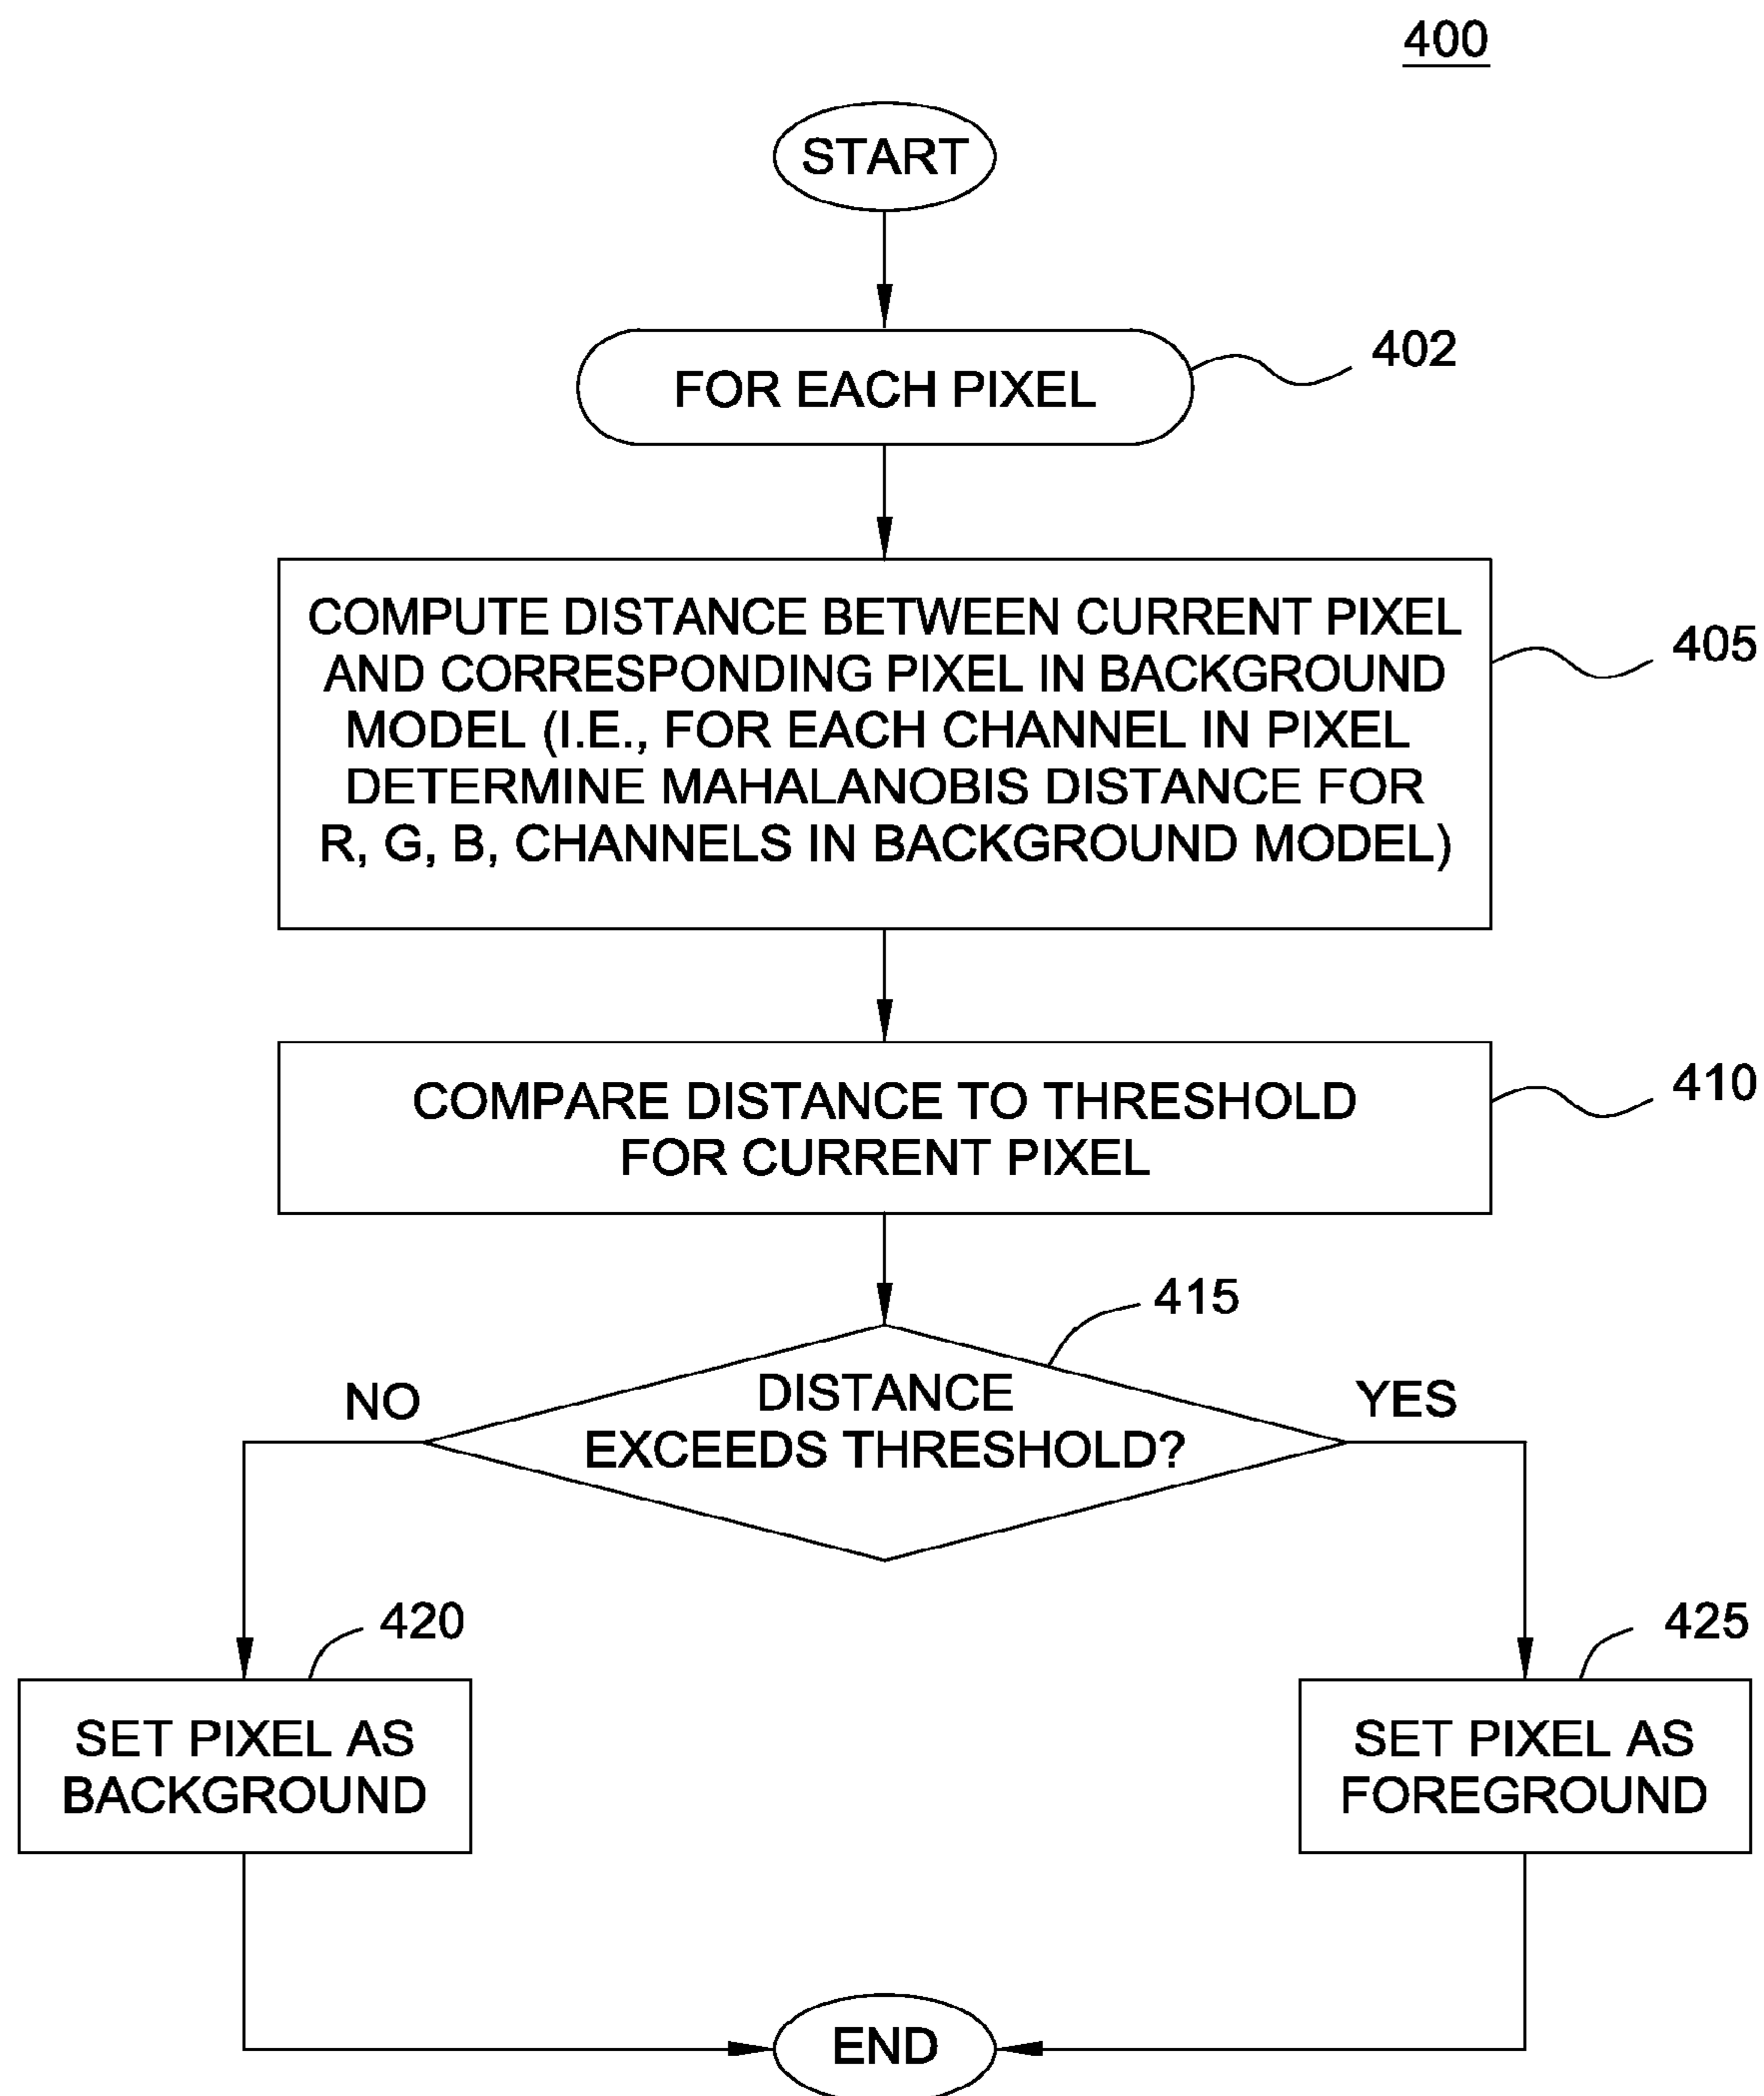 400
START
FOR EACH PIXEL
402
COMPUTE DISTANCE BETWEEN CURRENT PIXEL
AND CORRESPONDING PIXEL IN BACKGROUND
MODEL (I.E., FOR EACH CHANNEL IN PIXEL
DETERMINE MAHALANOBIS DISTANCE FOR
R, G, B, CHANNELS IN BACKGROUND MODEL)
405
COMPARE DISTANCE TO THRESHOLD
FOR CURRENT PIXEL
410
415
DISTANCE
EXCEEDS THRESHOLD?
NO
YES
420
SET PIXEL AS
BACKGROUND
425
SET PIXEL AS
FOREGROUND
END